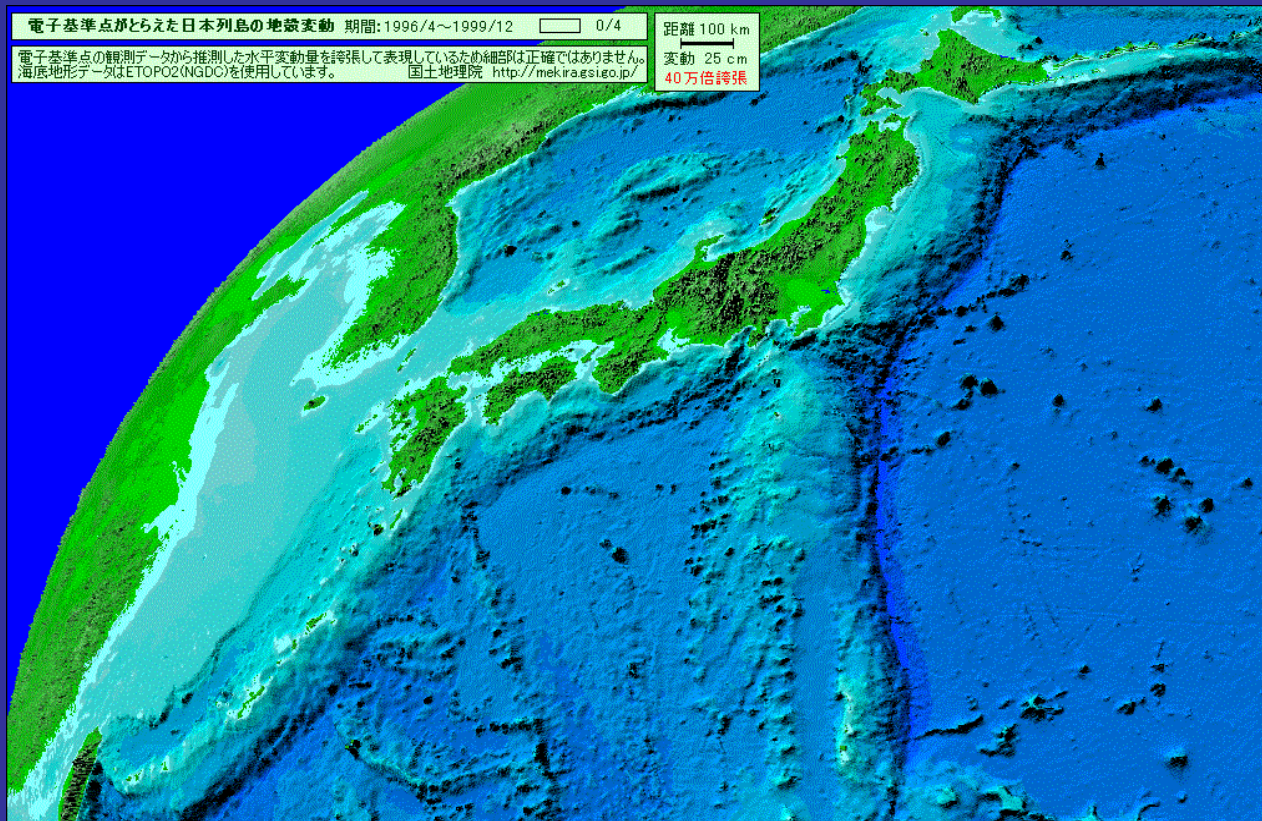 電子基準点がとらえた日本列島の地殻変動 期間:1996/4～1999/12 0/4
電子基準点の観測データから推測した水平変動量を誇張して表現しているため細部は正確ではありません。
海底地形データはETOPO2(NGDC)を使用しています。 国土地理院 http://mekira.gsi.go.jp/
距離 100 km
変動 25 cm
40万倍誇張